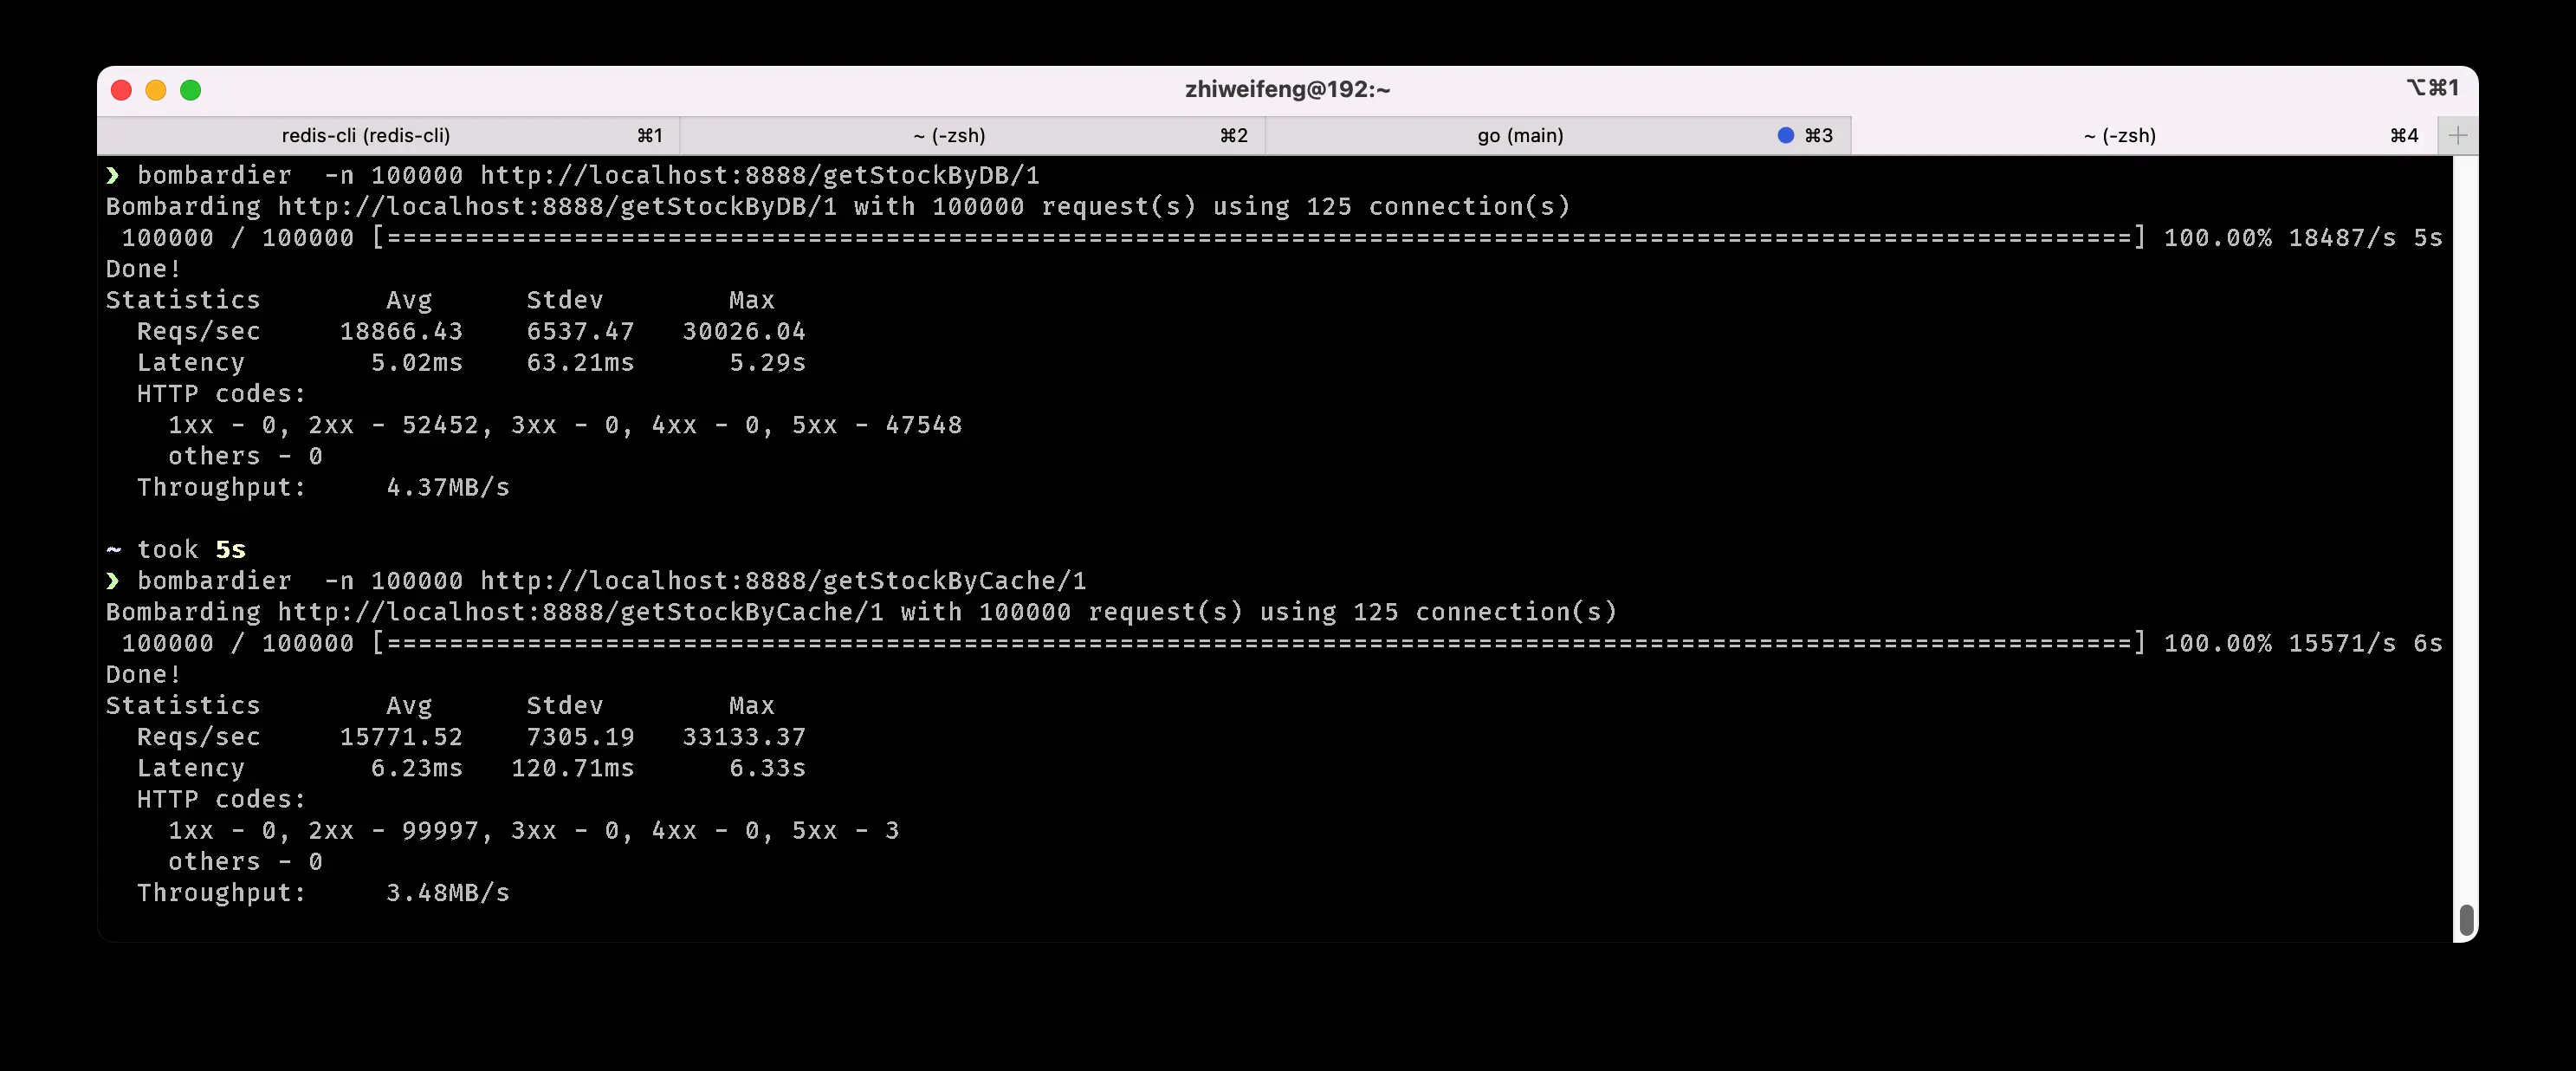 zhiweifeng@192:~ ⌥⌘1
redis-cli (redis-cli) ⌘1 ~ (-zsh) ⌘2 go (main) ⌘3 ~ (-zsh) ⌘4 +
❯ bombardier  -n 100000 http://localhost:8888/getStockByDB/1
Bombarding http://localhost:8888/getStockByDB/1 with 100000 request(s) using 125 connection(s)
 100000 / 100000 [================================================================================================================] 100.00% 18487/s 5s
Done!
Statistics        Avg      Stdev        Max
  Reqs/sec     18866.43    6537.47   30026.04
  Latency        5.02ms    63.21ms      5.29s
  HTTP codes:
    1xx - 0, 2xx - 52452, 3xx - 0, 4xx - 0, 5xx - 47548
    others - 0
  Throughput:     4.37MB/s
~ took 5s
❯ bombardier  -n 100000 http://localhost:8888/getStockByCache/1
Bombarding http://localhost:8888/getStockByCache/1 with 100000 request(s) using 125 connection(s)
 100000 / 100000 [================================================================================================================] 100.00% 15571/s 6s
Done!
Statistics        Avg      Stdev        Max
  Reqs/sec     15771.52    7305.19   33133.37
  Latency        6.23ms   120.71ms      6.33s
  HTTP codes:
    1xx - 0, 2xx - 99997, 3xx - 0, 4xx - 0, 5xx - 3
    others - 0
  Throughput:     3.48MB/s